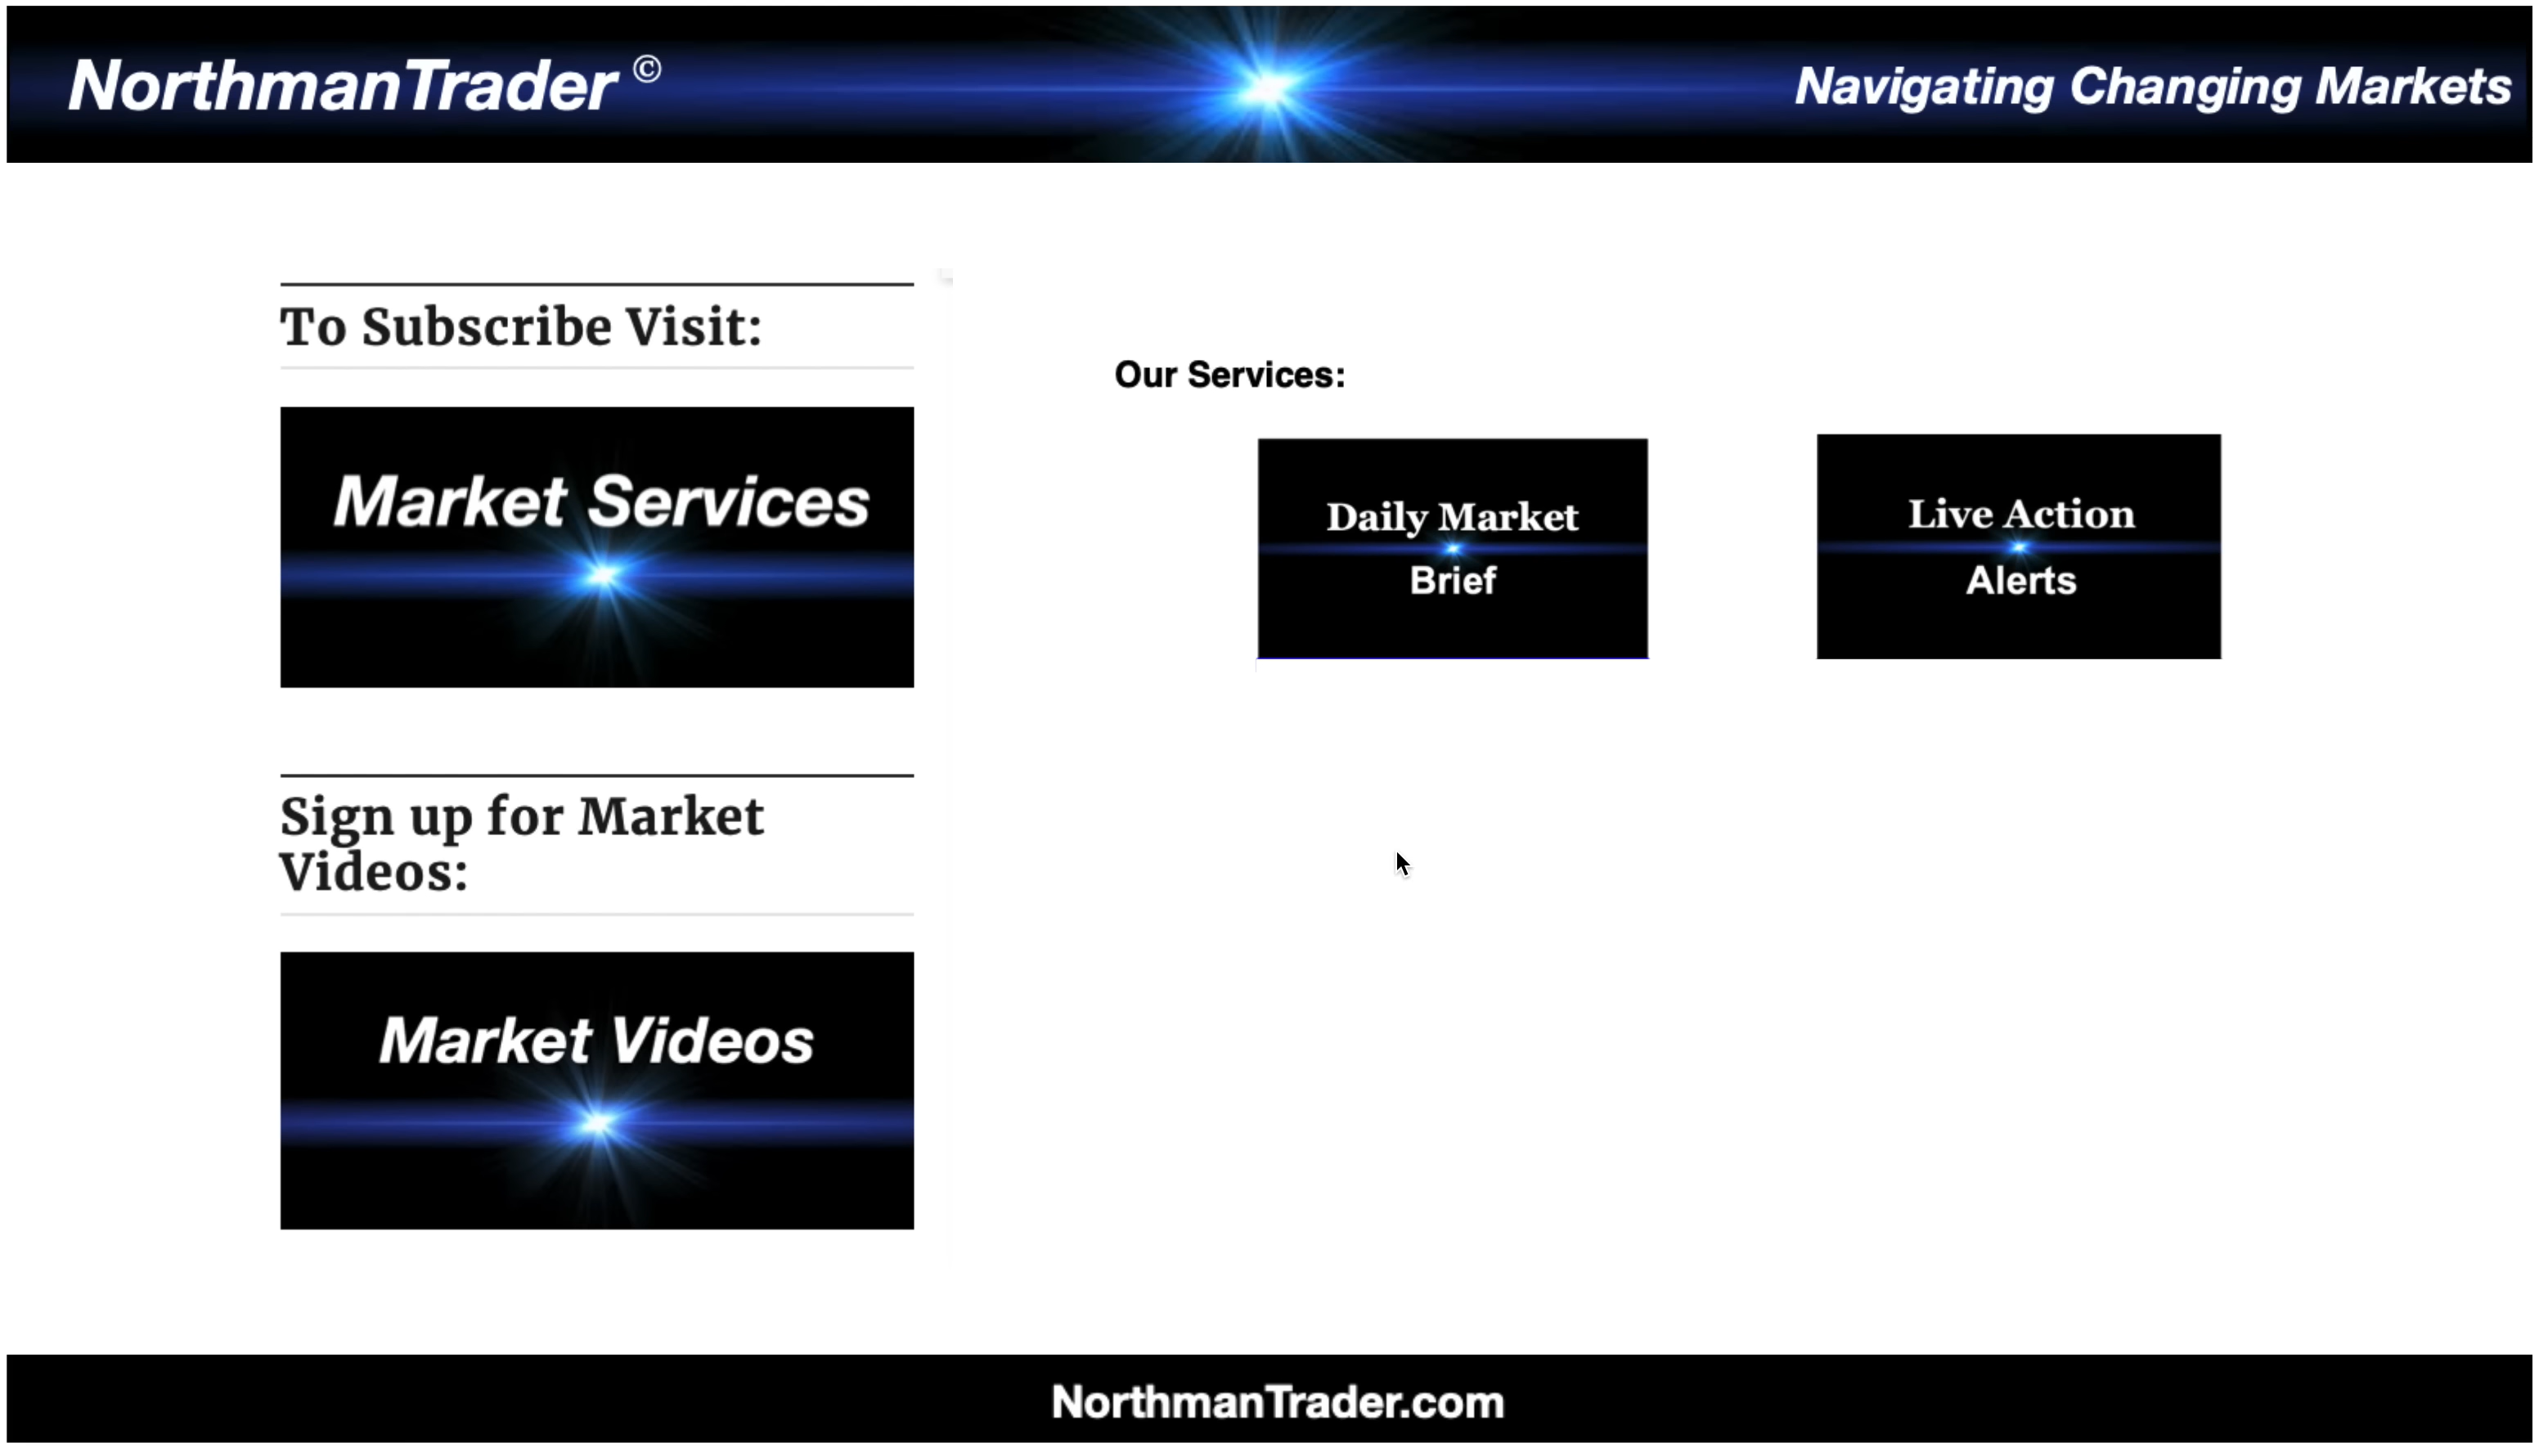 NorthmanTrader ©
Navigating Changing Markets
To Subscribe Visit:
Market Services
Sign up for Market
Videos:
Market Videos
Our Services:
Daily Market
Brief
Live Action
Alerts
NorthmanTrader.com